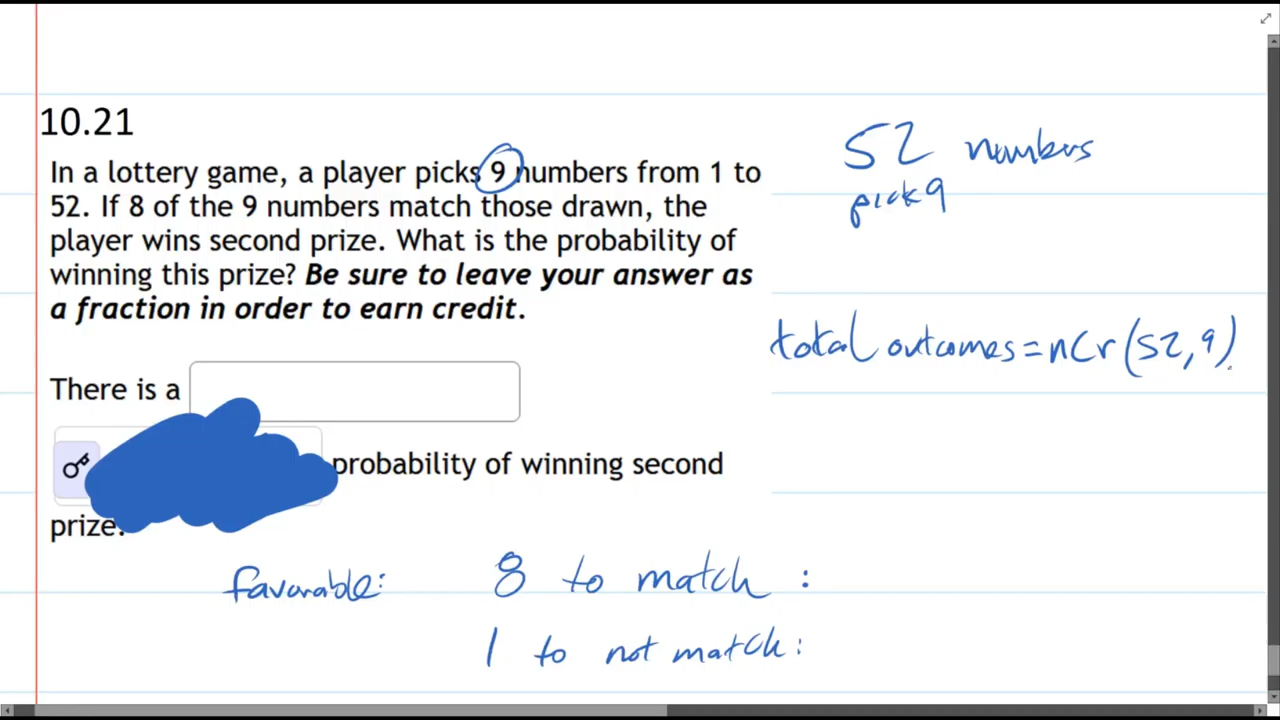 10.21
In a lottery game, a player picks 9 numbers from 1 to
52. If 8 of the 9 numbers match those drawn, the
player wins second prize. What is the probability of
winning this prize? Be sure to leave your answer as
a fraction in order to earn credit.
There is a
probability of winning second
prize.
52 numbers
pick 9
total outcomes = nCr (52, 9)
favorable: 8 to match :
1 to not match :